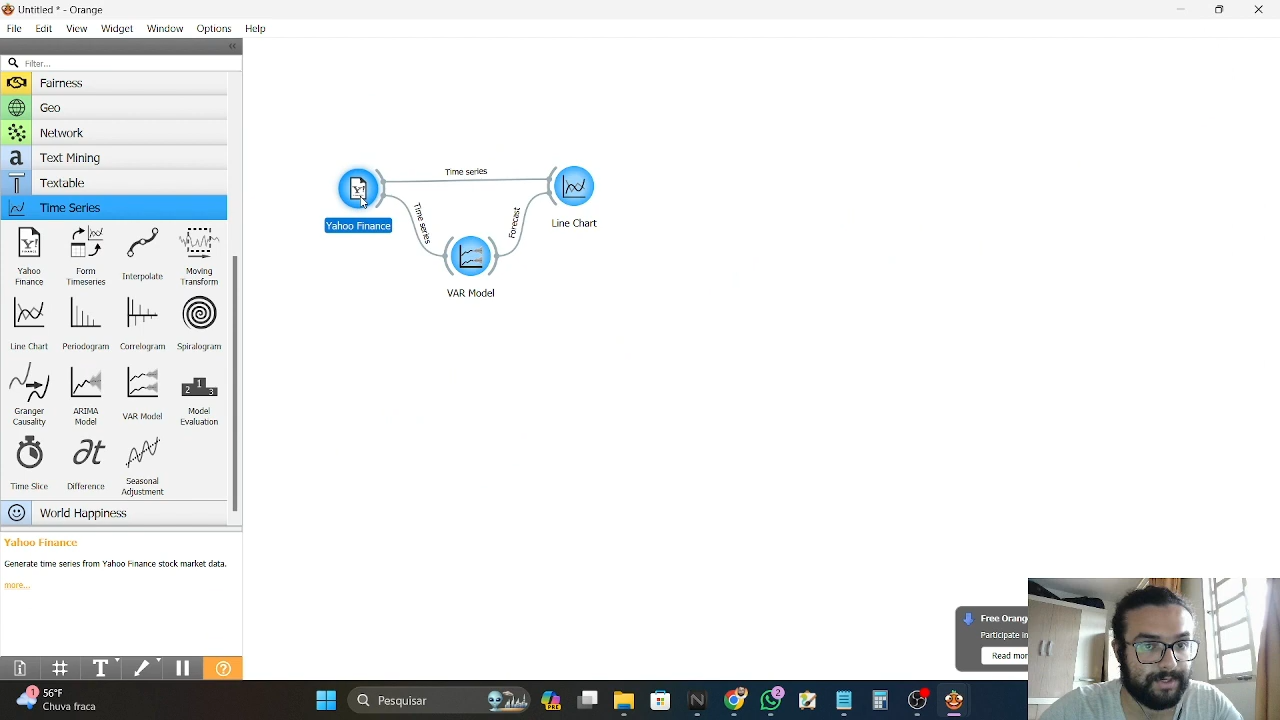 Untitled * - Orange
File Edit View Widget Window Options Help
Filter...
Fairness
Geo
Network
a Text Mining
Textable
Time Series
Yahoo Finance
Form Timeseries
Interpolate
Moving Transform
Line Chart
Periodogram
Correlogram
Spiralogram
Granger Causality
ARIMA Model
VAR Model
Model Evaluation
Time Slice
∂t
Difference
Seasonal Adjustment
World Happiness
Yahoo Finance
Generate time series from Yahoo Finance stock market data.
more...
Yahoo Finance
Time series
Line Chart
Time series
Forecast
VAR Model
Free Orang
Participate in
Read mor
1
56°F
Chuva fraca
Pesquisar
PRE
2